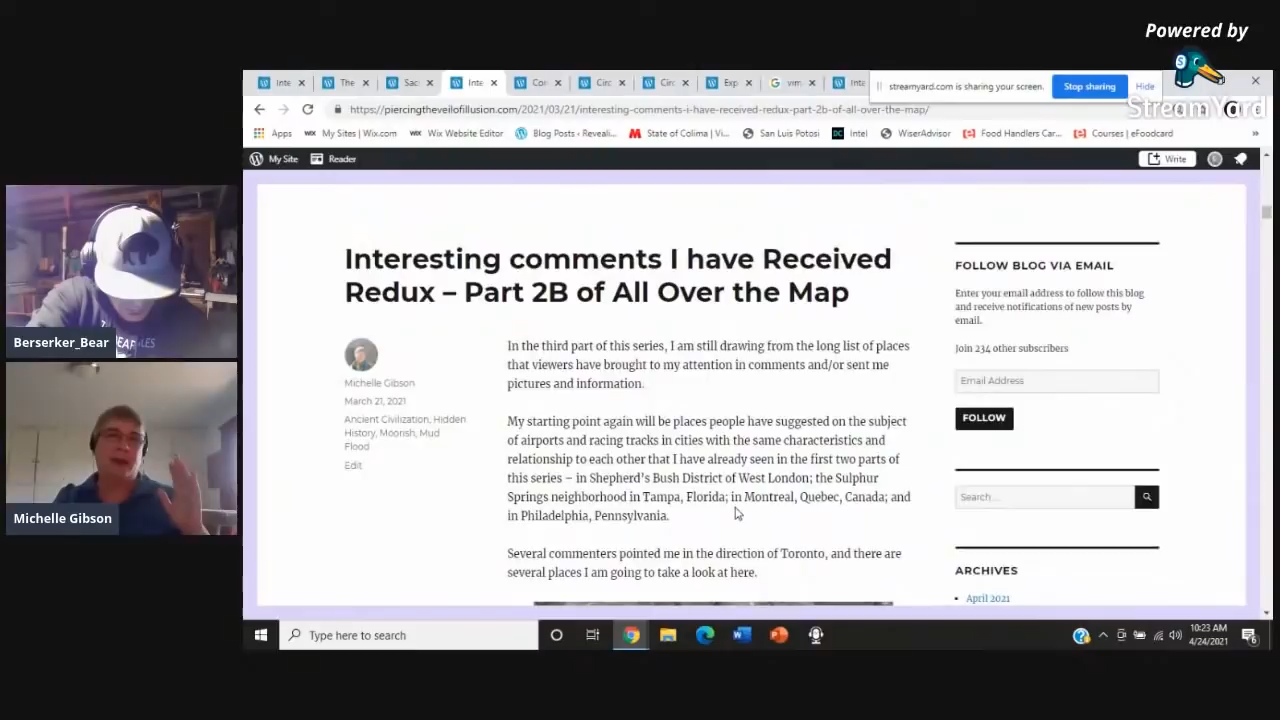 Powered by
StreamYard
Inte
The
Sac
Inte
Con
Circ
Circ
Exp
vim
Inte
streamyard.com is sharing your screen.
Stop sharing
Hide
https://piercingtheveilofillusion.com/2021/03/21/interesting-comments-i-have-received-redux-part-2b-of-all-over-the-map/
Apps
My Sites | Wix.com
Wix Website Editor
Blog Posts ‹ Reveali...
State of Colima | Vi...
San Luis Potosi
Intel
WiserAdvisor
Food Handlers Car...
Courses | eFoodcard
My Site
Reader
Write
Interesting comments I have Received
Redux – Part 2B of All Over the Map
Michelle Gibson
March 21, 2021
Ancient Civilization, Hidden
History, Moorish, Mud
Flood
Edit
In the third part of this series, I am still drawing from the long list of places
that viewers have brought to my attention in comments and/or sent me
pictures and information.
My starting point again will be places people have suggested on the subject
of airports and racing tracks in cities with the same characteristics and
relationship to each other that I have already seen in the first two parts of
this series – in Shepherd's Bush District of West London; the Sulphur
Springs neighborhood in Tampa, Florida; in Montreal, Quebec, Canada; and
in Philadelphia, Pennsylvania.
Several commenters pointed me in the direction of Toronto, and there are
several places I am going to take a look at here.
FOLLOW BLOG VIA EMAIL
Enter your email address to follow this blog
and receive notifications of new posts by
email.
Join 234 other subscribers
Email Address
FOLLOW
Search...
ARCHIVES
April 2021
Berserker_Bear
Michelle Gibson
Type here to search
10:23 AM
4/24/2021